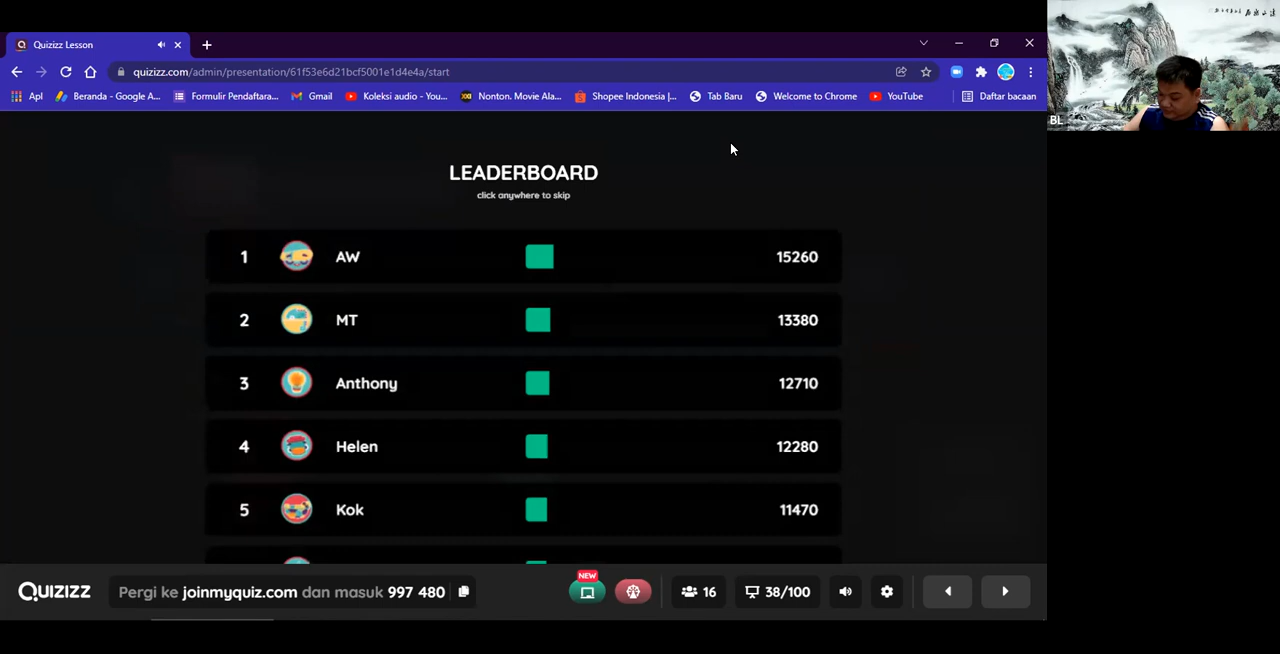 Quizizz Lesson
quizizz.com/admin/presentation/61f53e6d21bcf5001e1d4e4a/start
Apl Beranda - Google A... Formulir Pendaftara... Gmail Koleksi audio - You... Nonton. Movie Ala... Shopee Indonesia |... Tab Baru Welcome to Chrome YouTube Daftar bacaan
BL
LEADERBOARD
click anywhere to skip
1 AW 15260
2 MT 13380
3 Anthony 12710
4 Helen 12280
5 Kok 11470
NEW
QUIZIZZ Pergi ke joinmyquiz.com dan masuk 997 480 16 38/100